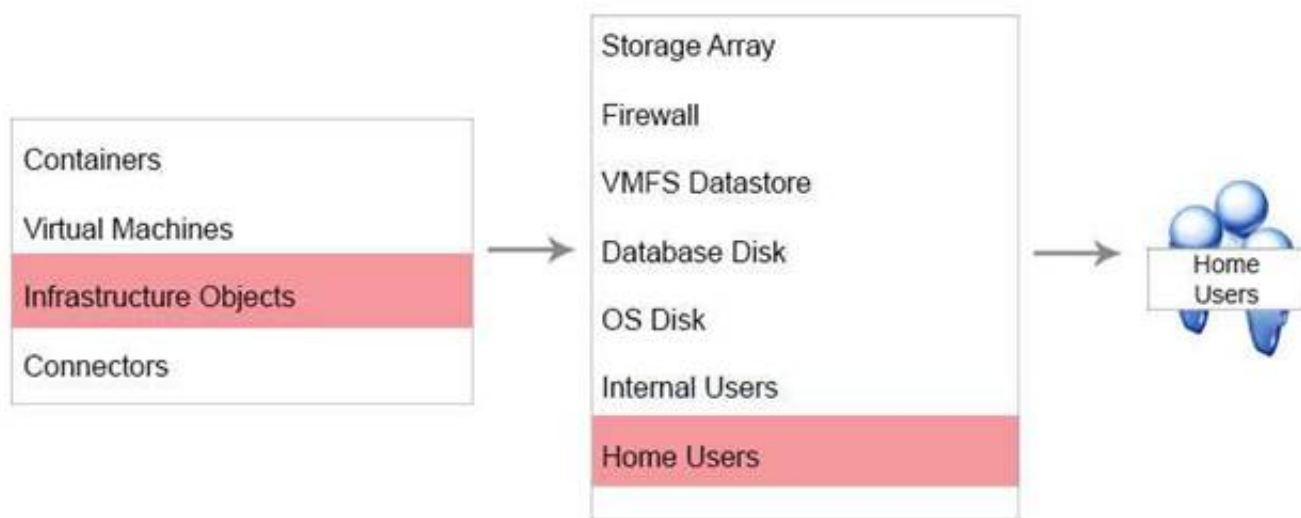 Containers
Virtual Machines
Infrastructure Objects
Connectors
Storage Array
Firewall
VMFS Datastore
Database Disk
OS Disk
Internal Users
Home Users
Home
Users